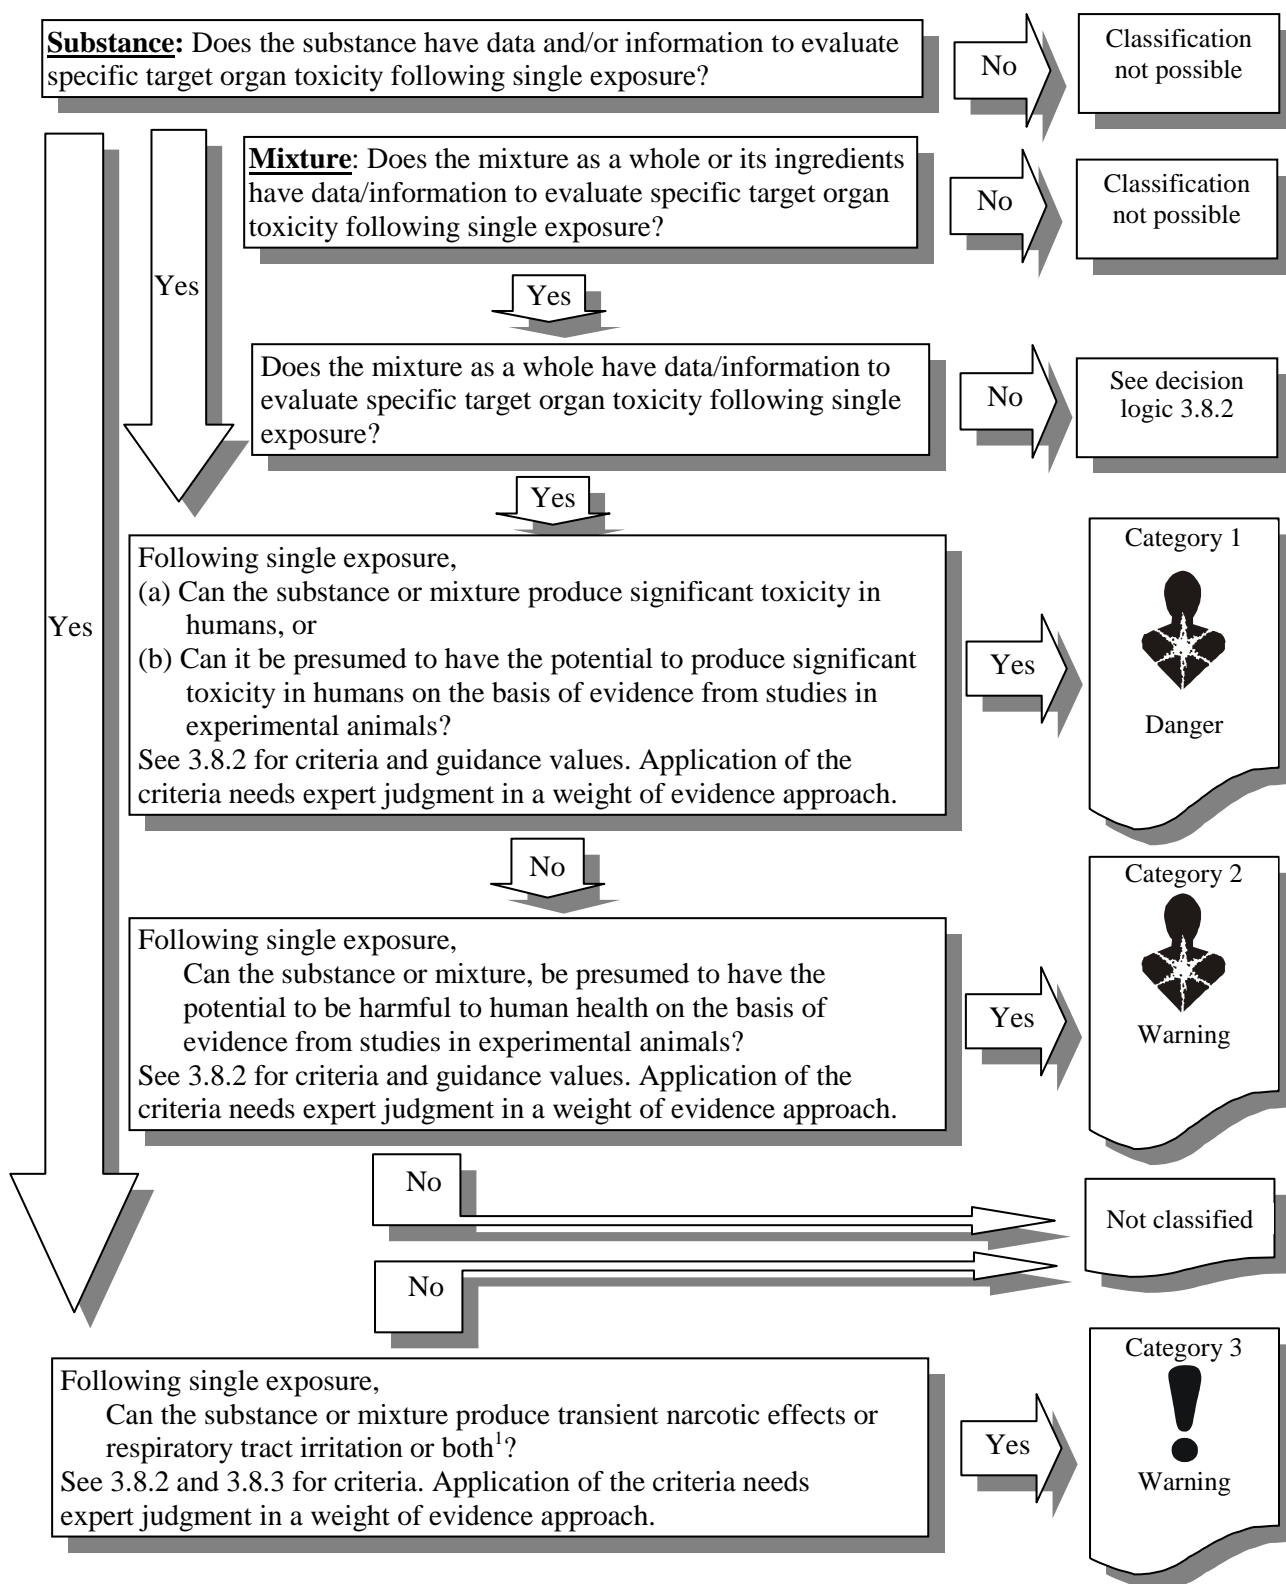 Substance: Does the substance have data and/or information to evaluate
specific target organ toxicity following single exposure?
No
Classification
not possible
Mixture: Does the mixture as a whole or its ingredients
have data/information to evaluate specific target organ
toxicity following single exposure?
No
Classification
not possible
Yes
Yes
Yes
Does the mixture as a whole have data/information to
evaluate specific target organ toxicity following single
exposure?
No
See decision
logic 3.8.2
Yes
Following single exposure,
(a) Can the substance or mixture produce significant toxicity in
humans, or
(b) Can it be presumed to have the potential to produce significant
toxicity in humans on the basis of evidence from studies in
experimental animals?
See 3.8.2 for criteria and guidance values. Application of the
criteria needs expert judgment in a weight of evidence approach.
Yes
Category 1
Danger
No
Following single exposure,
Can the substance or mixture, be presumed to have the
potential to be harmful to human health on the basis of
evidence from studies in experimental animals?
See 3.8.2 for criteria and guidance values. Application of the
criteria needs expert judgment in a weight of evidence approach.
Yes
Category 2
Warning
No
Not classified
No
Following single exposure,
Can the substance or mixture produce transient narcotic effects or
respiratory tract irritation or both1?
See 3.8.2 and 3.8.3 for criteria. Application of the criteria needs
expert judgment in a weight of evidence approach.
Yes
Category 3
Warning